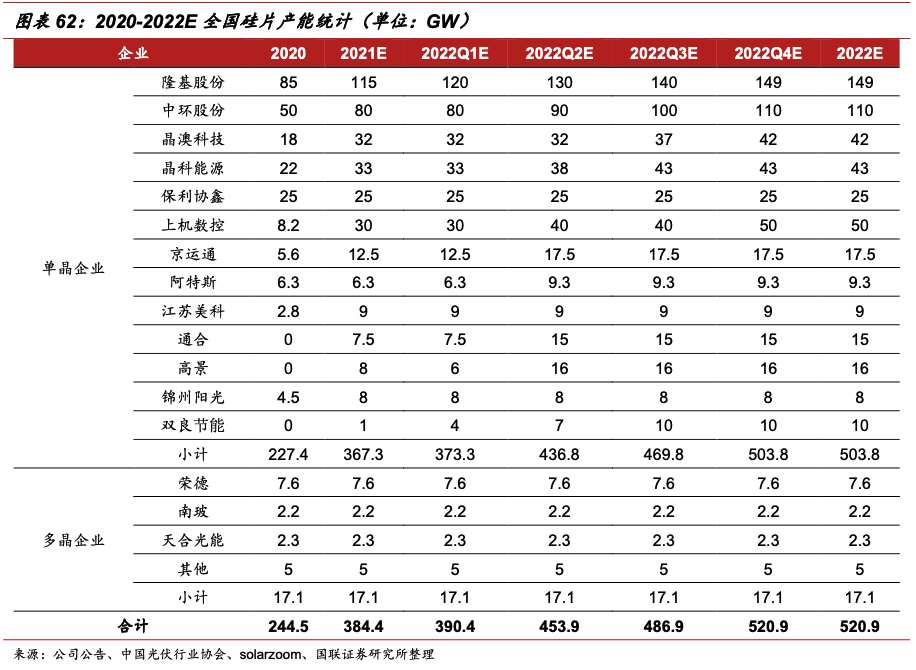 图表 62：2020-2022E 全国硅片产能统计（单位：GW）
企业 2020 2021E 2022Q1E 2022Q2E 2022Q3E 2022Q4E 2022E
隆基股份 85 115 120 130 140 149 149
中环股份 50 80 80 90 100 110 110
晶澳科技 18 32 32 32 37 42 42
晶科能源 22 33 33 38 43 43 43
保利协鑫 25 25 25 25 25 25 25
上机数控 8.2 30 30 40 40 50 50
京运通 5.6 12.5 12.5 17.5 17.5 17.5 17.5
单晶企业 阿特斯 6.3 6.3 6.3 9.3 9.3 9.3 9.3
江苏美科 2.8 9 9 9 9 9 9
通合 0 7.5 7.5 15 15 15 15
高景 0 8 6 16 16 16 16
锦州阳光 4.5 8 8 8 8 8 8
双良节能 0 1 4 7 10 10 10
小计 227.4 367.3 373.3 436.8 469.8 503.8 503.8
荣德 7.6 7.6 7.6 7.6 7.6 7.6 7.6
南玻 2.2 2.2 2.2 2.2 2.2 2.2 2.2
多晶企业 天合光能 2.3 2.3 2.3 2.3 2.3 2.3 2.3
其他 5 5 5 5 5 5 5
小计 17.1 17.1 17.1 17.1 17.1 17.1 17.1
合计 244.5 384.4 390.4 453.9 486.9 520.9 520.9
来源：公司公告、中国光伏行业协会、solarzoom、国联证券研究所整理